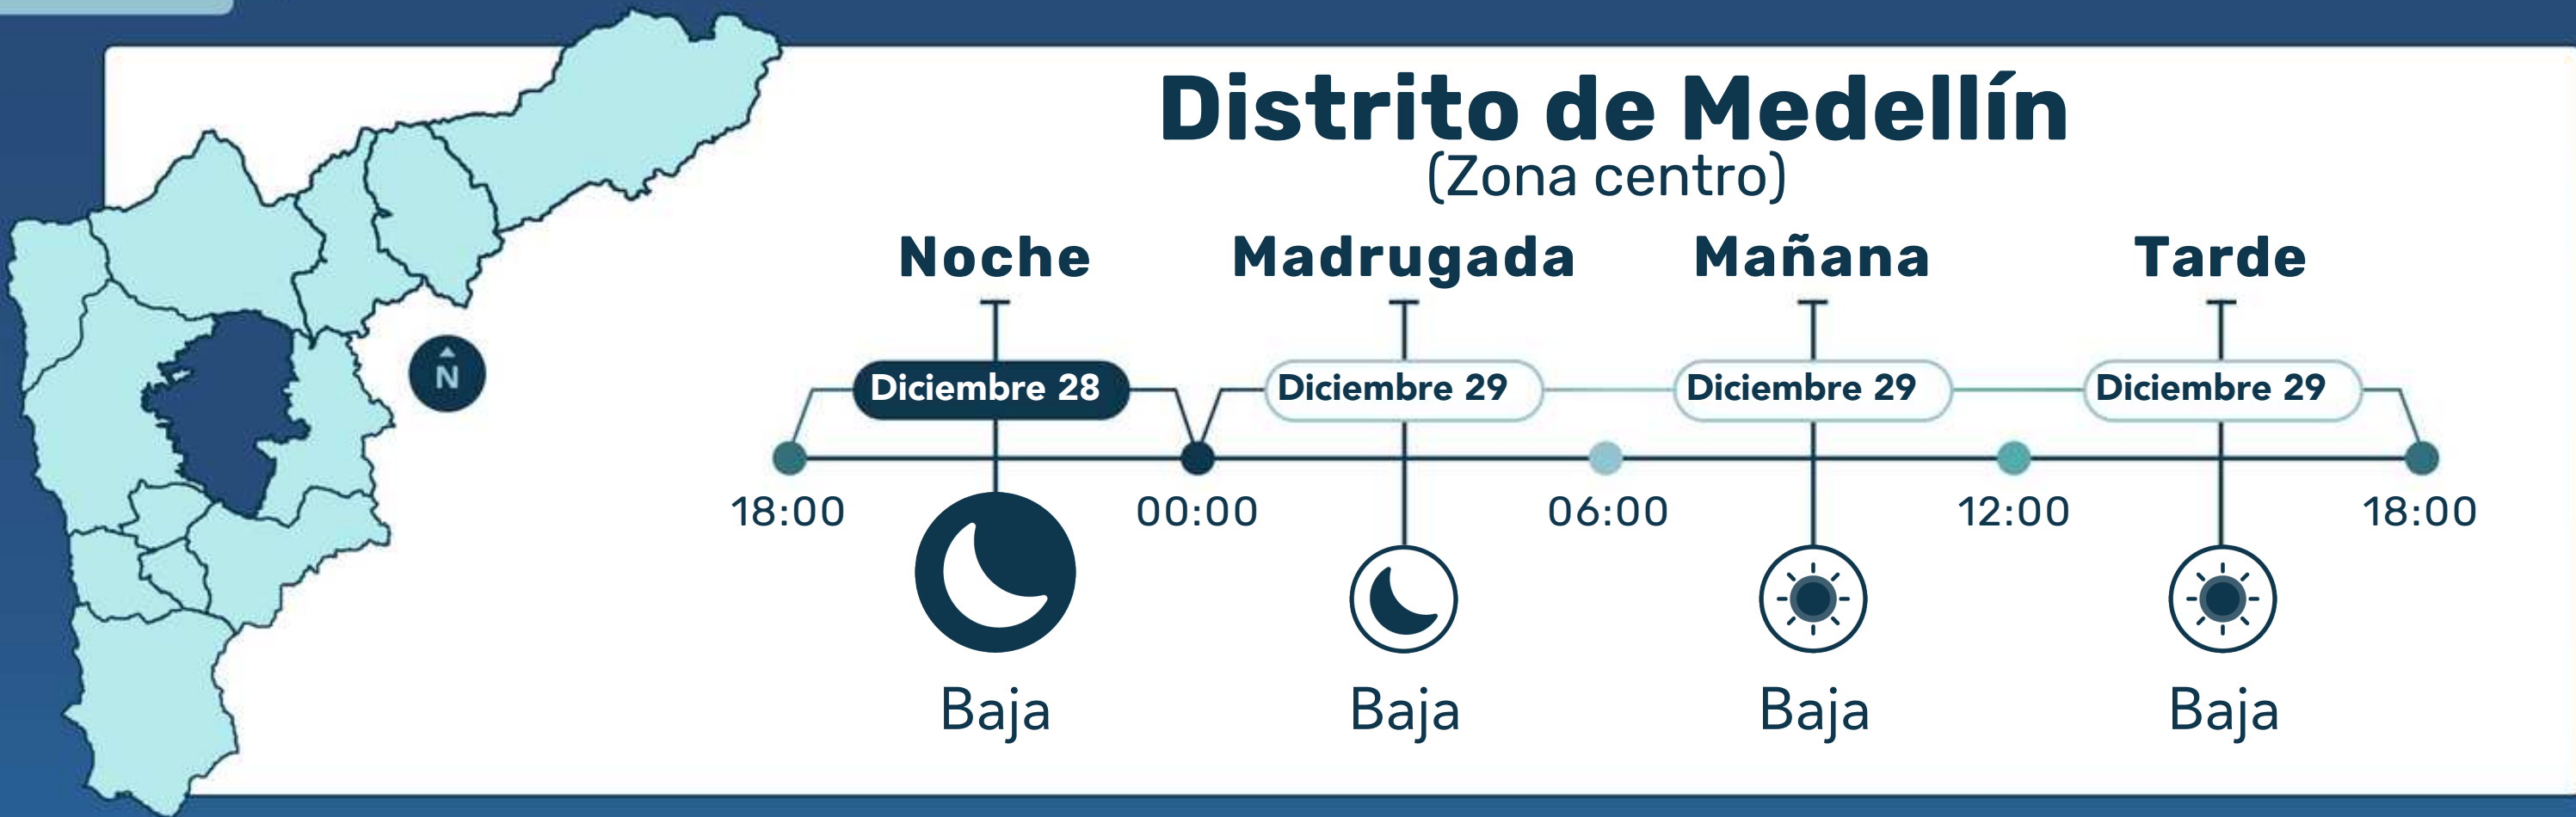 Distrito de Medellín
(Zona centro)
Noche Madrugada Mañana Tarde
Diciembre 28 Diciembre 29 Diciembre 29 Diciembre 29
N
18:00 00:00 06:00 12:00 18:00
Baja Baja Baja Baja